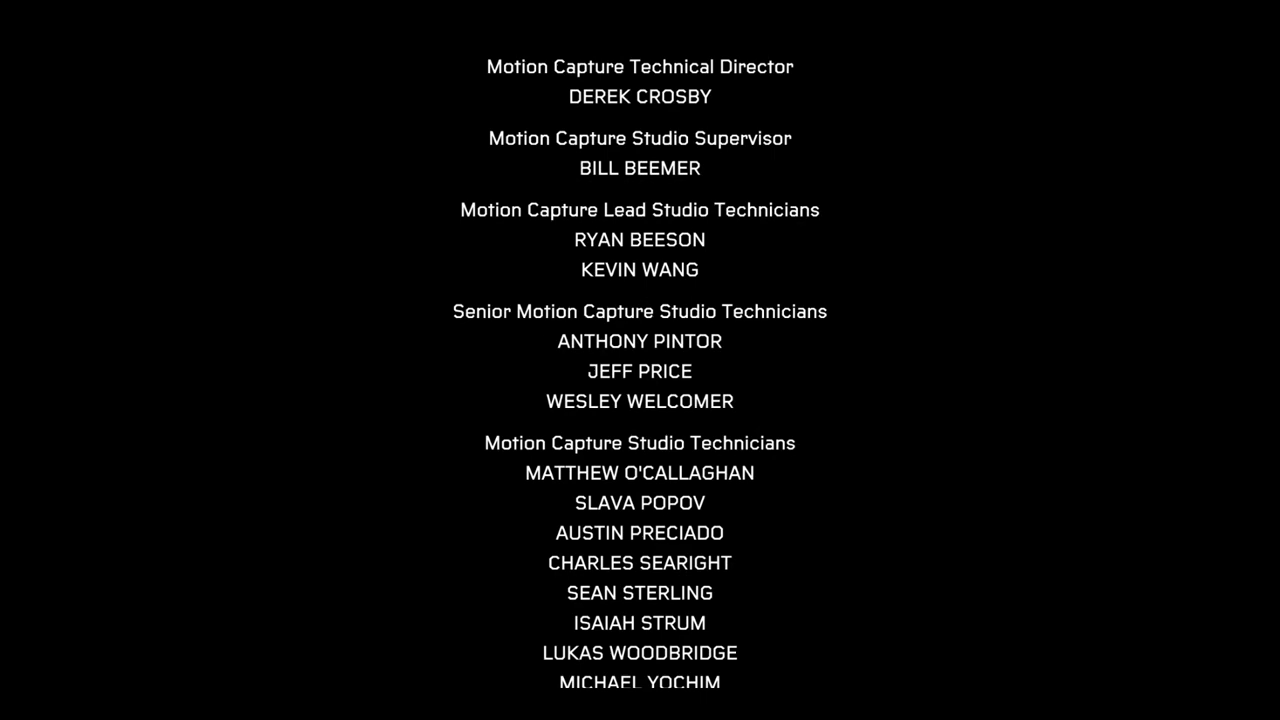 Motion Capture Technical Director
DEREK CROSBY
Motion Capture Studio Supervisor
BILL BEEMER
Motion Capture Lead Studio Technicians
RYAN BEESON
KEVIN WANG
Senior Motion Capture Studio Technicians
ANTHONY PINTOR
JEFF PRICE
WESLEY WELCOMER
Motion Capture Studio Technicians
MATTHEW O'CALLAGHAN
SLAVA POPOV
AUSTIN PRECIADO
CHARLES SEARIGHT
SEAN STERLING
ISAIAH STRUM
LUKAS WOODBRIDGE
MICHAEL YOCHIM